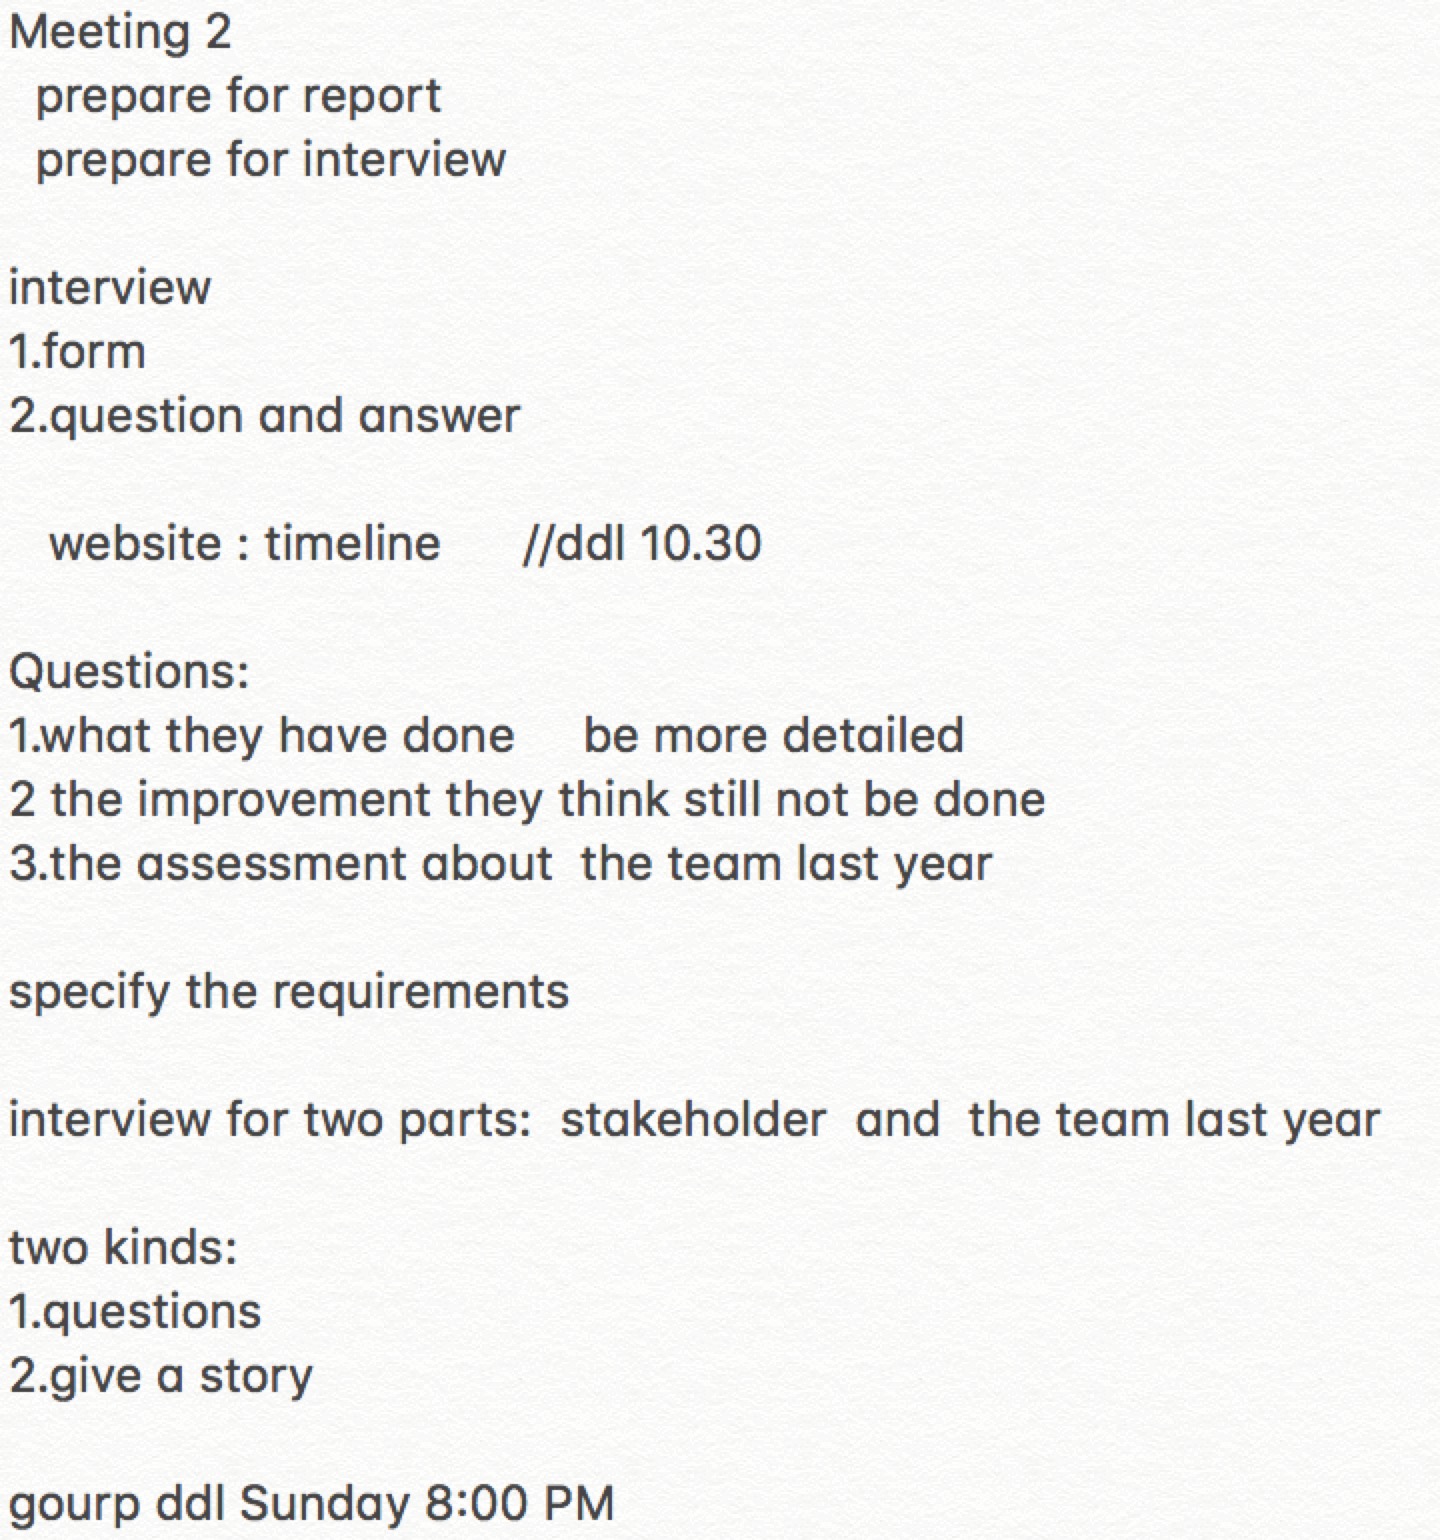 Meeting 2
prepare for report
prepare for interview
interview
1.form
2.question and answer
website : timeline //ddl 10.30
Questions:
1.what they have done be more detailed
2 the improvement they think still not be done
3.the assessment about the team last year
specify the requirements
interview for two parts: stakeholder and the team last year
two kinds:
1.questions
2.give a story
gourp ddl Sunday 8:00 PM